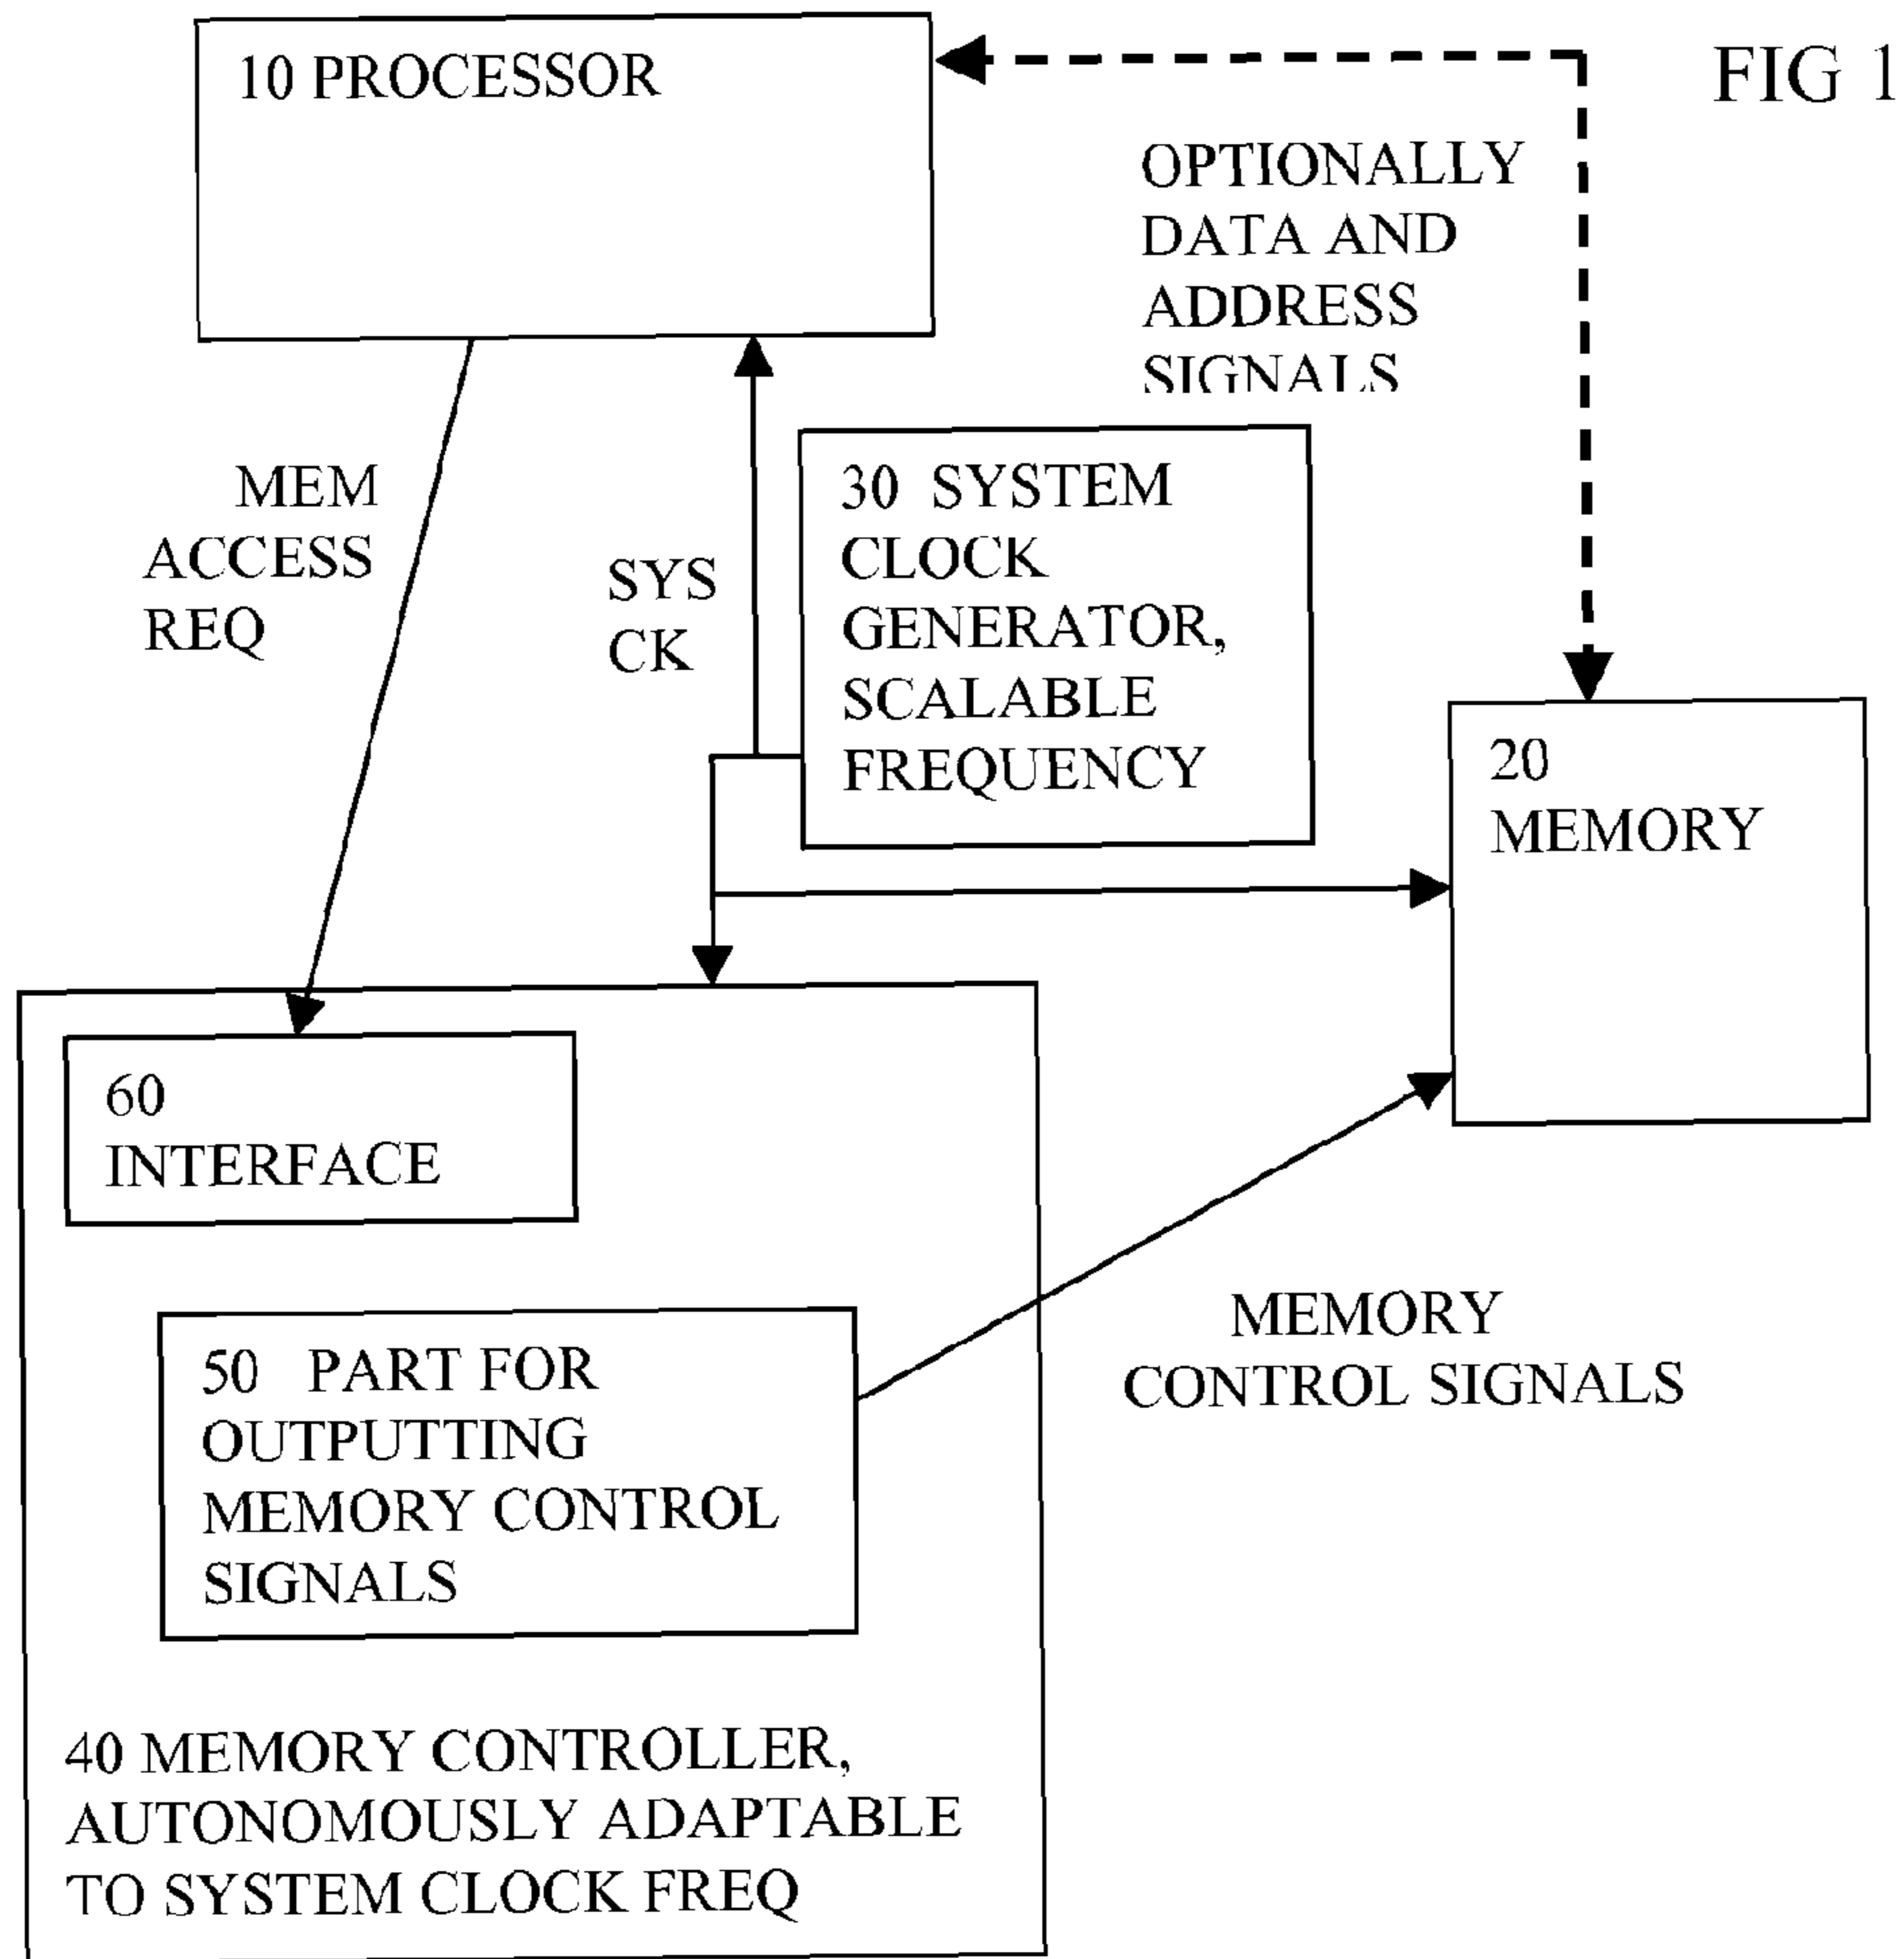 10 PROCESSOR
FIG 1
OPTIONALLY
DATA AND
ADDRESS
SIGNALS
MEM
ACCESS
REQ
SYS
CK
30 SYSTEM
CLOCK
GENERATOR,
SCALABLE
FREQUENCY
20
MEMORY
60
INTERFACE
50 PART FOR
OUTPUTTING
MEMORY CONTROL
SIGNALS
MEMORY
CONTROL SIGNALS
40 MEMORY CONTROLLER,
AUTONOMOUSLY ADAPTABLE
TO SYSTEM CLOCK FREQ